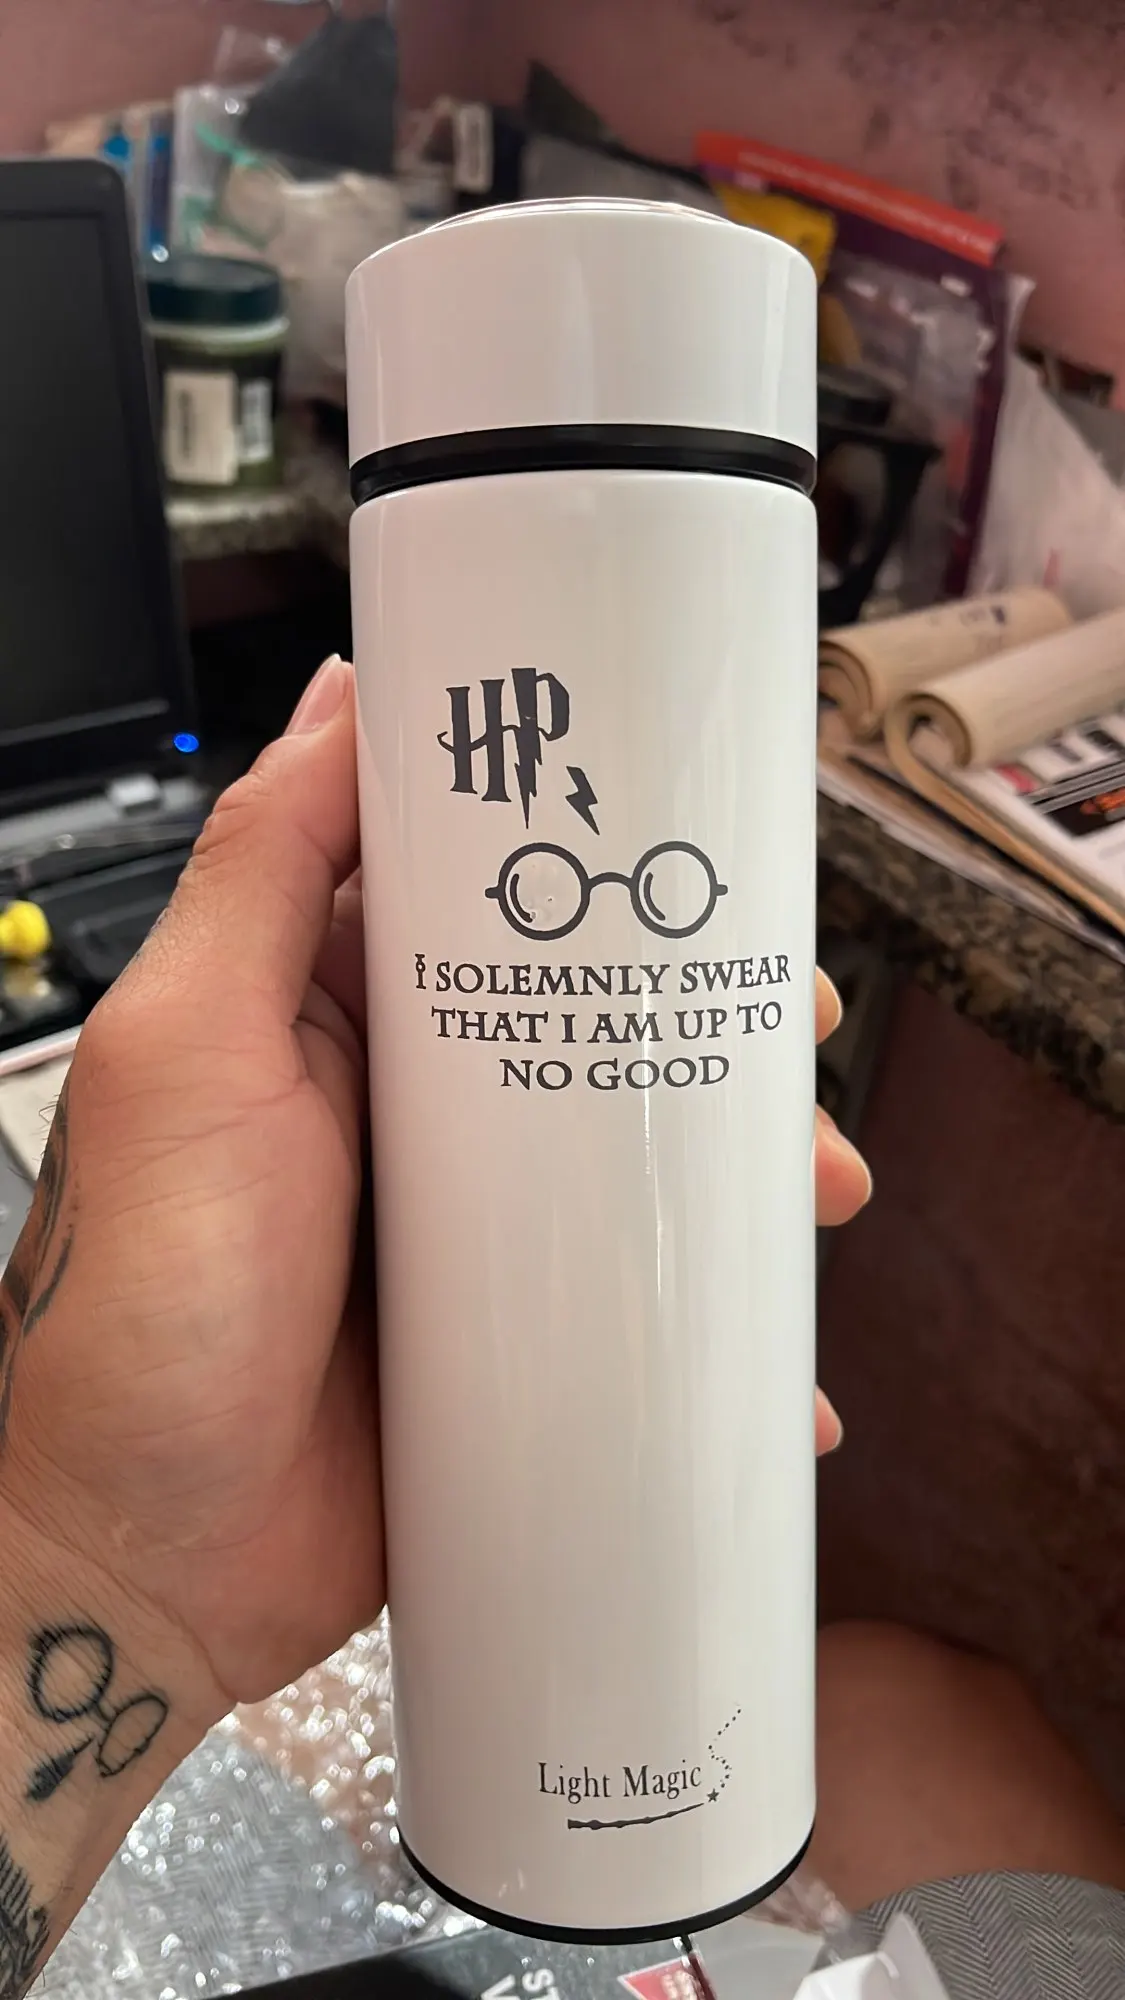 HP
I SOLEMNLY SWEAR
THAT I AM UP TO
NO GOOD
Light Magic